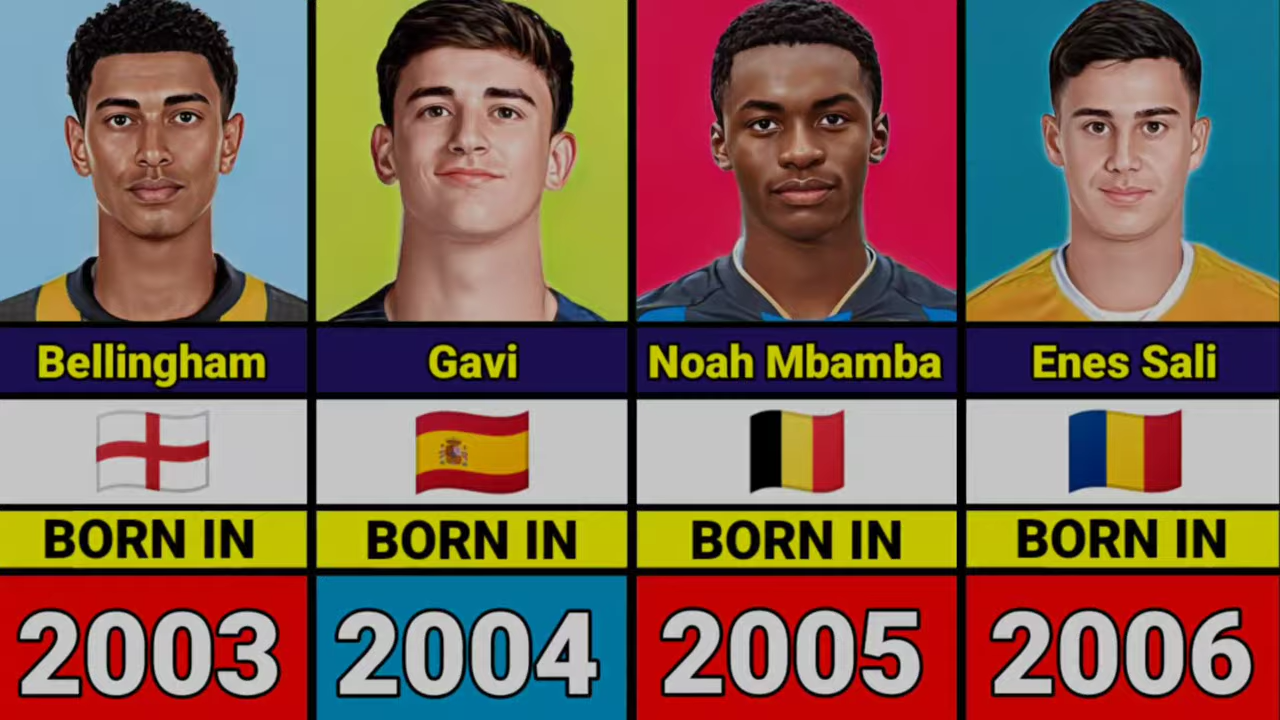 Bellingham
BORN IN
2003
Gavi
BORN IN
2004
Noah Mbamba
BORN IN
2005
Enes Sali
BORN IN
2006